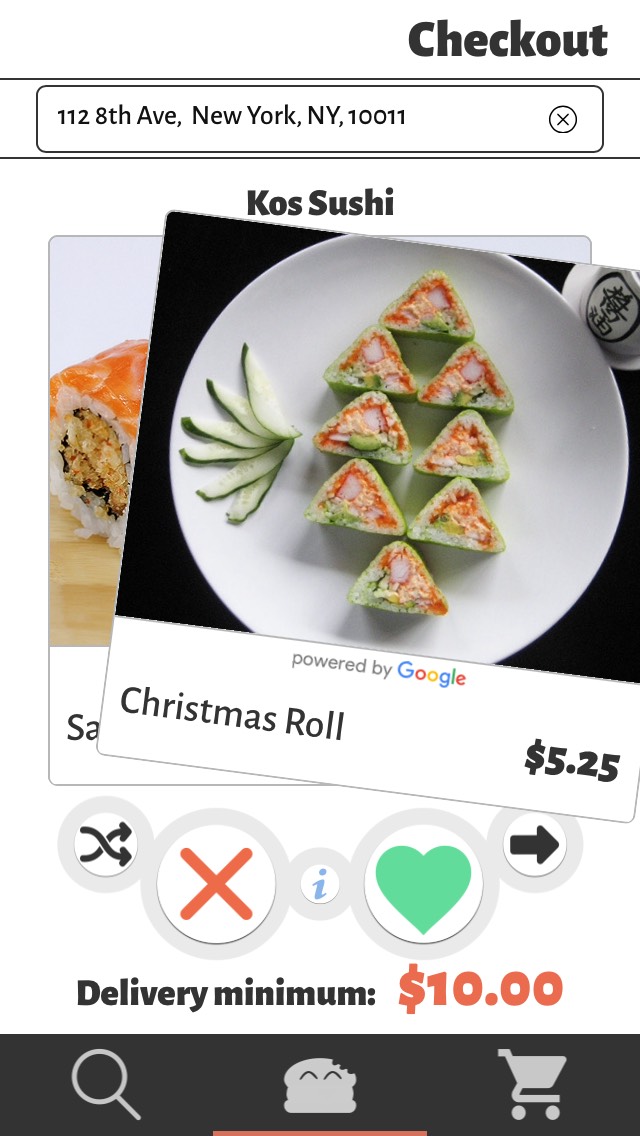 Checkout
112 8th Ave, New York, NY, 10011
Kos Sushi
powered by Google
Christmas Roll
Sa
$5.25
i
Delivery minimum: $10.00